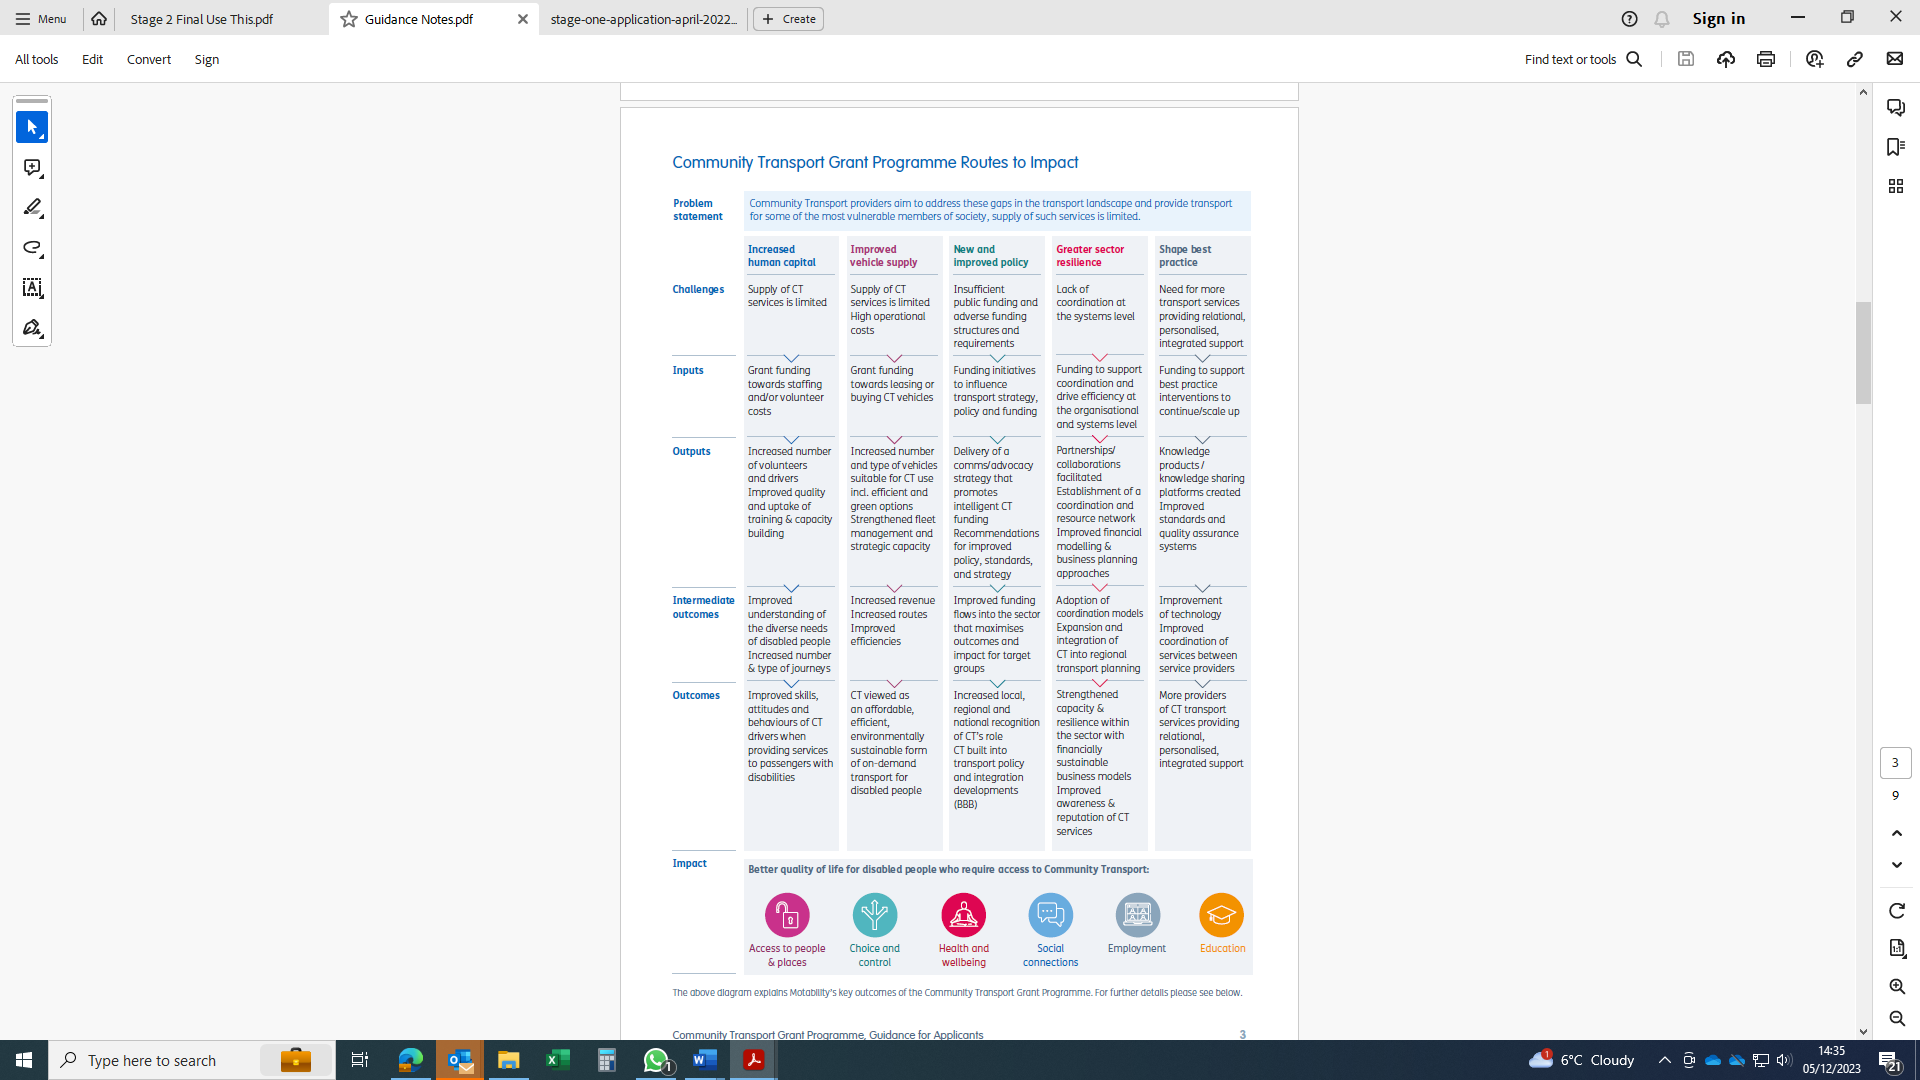 Menu
Stage 2 Final Use This.pdf
Guidance Notes.pdf
stage-one-application-april-2022...
Create
Sign in
All tools
Edit
Convert
Sign
Find text or tools
Community Transport Grant Programme Routes to Impact
Problem
statement
Community Transport providers aim to address these gaps in the transport landscape and provide transport
for some of the most vulnerable members of society, supply of such services is limited.
Increased
human capital
Improved
vehicle supply
New and
improved policy
Greater sector
resilience
Shape best
practice
Challenges
Supply of CT
services is limited
Supply of CT
services is limited
High operational
costs
Insufficient
public funding and
adverse funding
structures and
requirements
Lack of
coordination at
the systems level
Need for more
transport services
providing relational,
personalised,
integrated support
Inputs
Grant funding
towards staffing
and/or volunteer
costs
Grant funding
towards leasing or
buying CT vehicles
Funding initiatives
to influence
transport strategy,
policy and funding
Funding to support
coordination and
drive efficiency at
the organisational
and systems level
Funding to support
best practice
interventions to
continue/scale up
Outputs
Increased number
of volunteers
and drivers
Improved quality
and uptake of
training & capacity
building
Increased number
and type of vehicles
suitable for CT use
incl. efficient and
green options
Strengthened fleet
management and
strategic capacity
Delivery of a
comms/advocacy
strategy that
promotes
intelligent CT
funding
Recommendations
for improved
policy, standards,
and strategy
Partnerships/
collaborations
facilitated
Establishment of a
coordination and
resource network
Improved financial
modelling &
business planning
approaches
Knowledge
products /
knowledge sharing
platforms created
Improved
standards and
quality assurance
systems
Intermediate
outcomes
Improved
understanding of
the diverse needs
of disabled people
Increased number
& type of journeys
Increased revenue
Increased routes
Improved
efficiencies
Improved funding
flows into the sector
that maximises
outcomes and
impact for target
groups
Adoption of
coordination models
Expansion and
integration of
CT into regional
transport planning
Improvement
of technology
Improved
coordination of
services between
service providers
Outcomes
Improved skills,
attitudes and
behaviours of CT
drivers when
providing services
to passengers with
disabilities
CT viewed as
an affordable,
efficient,
environmentally
sustainable form
of on-demand
transport for
disabled people
Increased local,
regional and
national recognition
of CT's role
CT built into
transport policy
and integration
developments
(BBB)
Strengthened
capacity &
resilience within
the sector with
financially
sustainable
business models
Improved
awareness &
reputation of CT
services
More providers
of CT transport
services providing
relational,
personalised,
integrated support
Impact
Better quality of life for disabled people who require access to Community Transport:
Access to people
& places
Choice and
control
Health and
wellbeing
Social
connections
Employment
Education
The above diagram explains Motability's key outcomes of the Community Transport Grant Programme. For further details please see below.
Community Transport Grant Programme, Guidance for Applicants
3
3
9
1:1
Type here to search
1
1
6°C Cloudy
14:35
05/12/2023
21